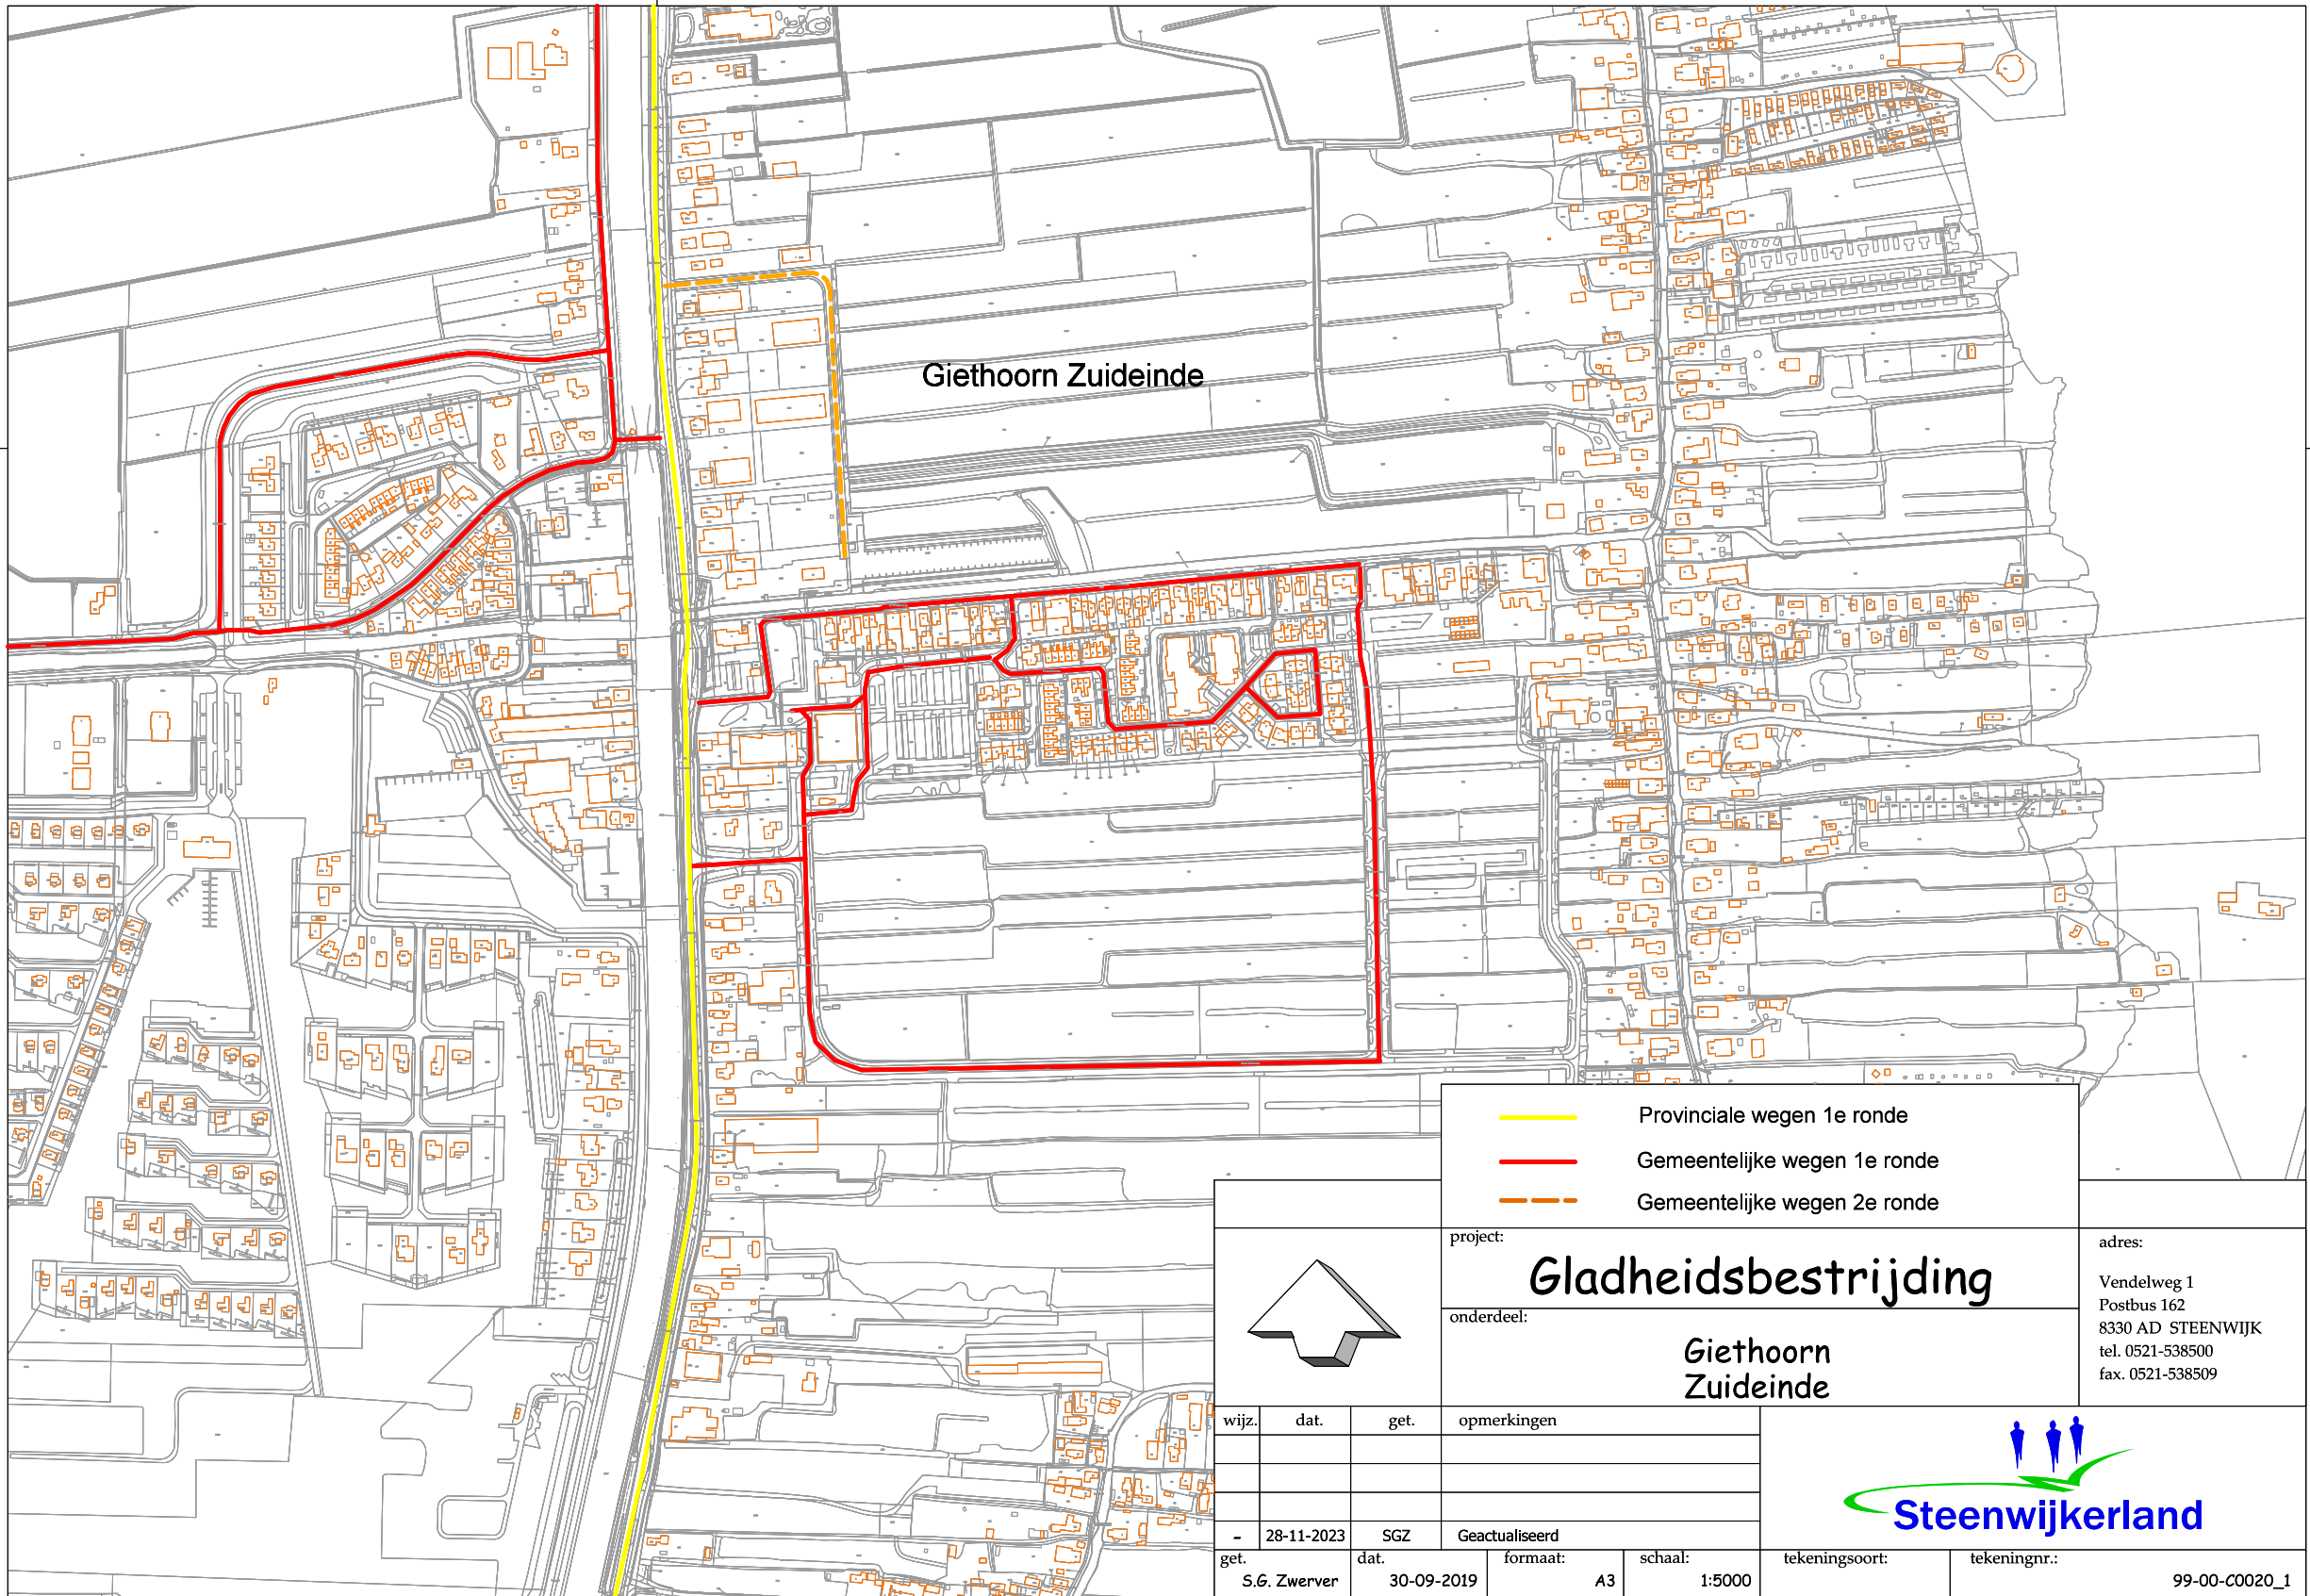 Giethoorn Zuideinde
Provinciale wegen 1e ronde
Gemeentelijke wegen 1e ronde
Gemeentelijke wegen 2e ronde
project:
Gladheidsbestrijding
onderdeel:
Giethoorn
Zuideinde
adres:
Vendelweg 1
Postbus 162
8330 AD STEENWIJK
tel. 0521-538500
fax. 0521-538509
wijz. dat. get. opmerkingen
- 28-11-2023 SGZ Geactualiseerd
get. dat. formaat: schaal: tekeningsoort: tekeningnr.:
S.G. Zwerver 30-09-2019 A3 1:5000 99-00-C0020_1
Steenwijkerland